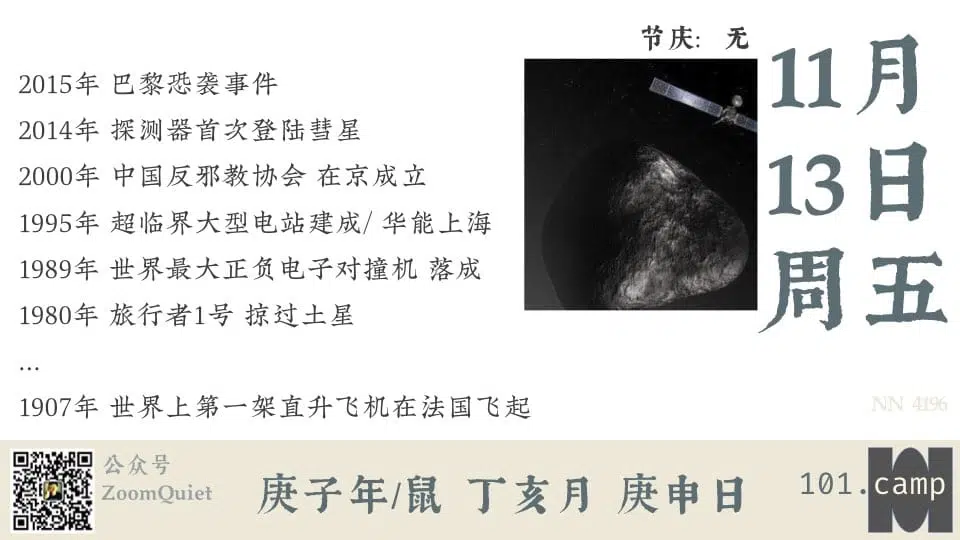 节庆: 无
11月
13日
周五
2015年 巴黎恐袭事件
2014年 探测器首次登陆彗星
2000年 中国反邪教协会 在京成立
1995年 超临界大型电站建成/ 华能上海
1989年 世界最大正负电子对撞机 落成
1980年 旅行者1号 掠过土星
...
1907年 世界上第一架直升飞机在法国飞起
NN 4196
公众号
ZoomQuiet
庚子年/鼠 丁亥月 庚申日
101.camp